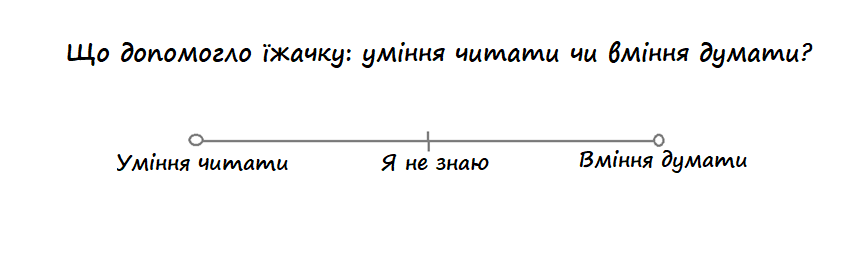 Що допомогло їжачку: уміння читати чи вміння думати?
Уміння читати
Я не знаю
Вміння думати